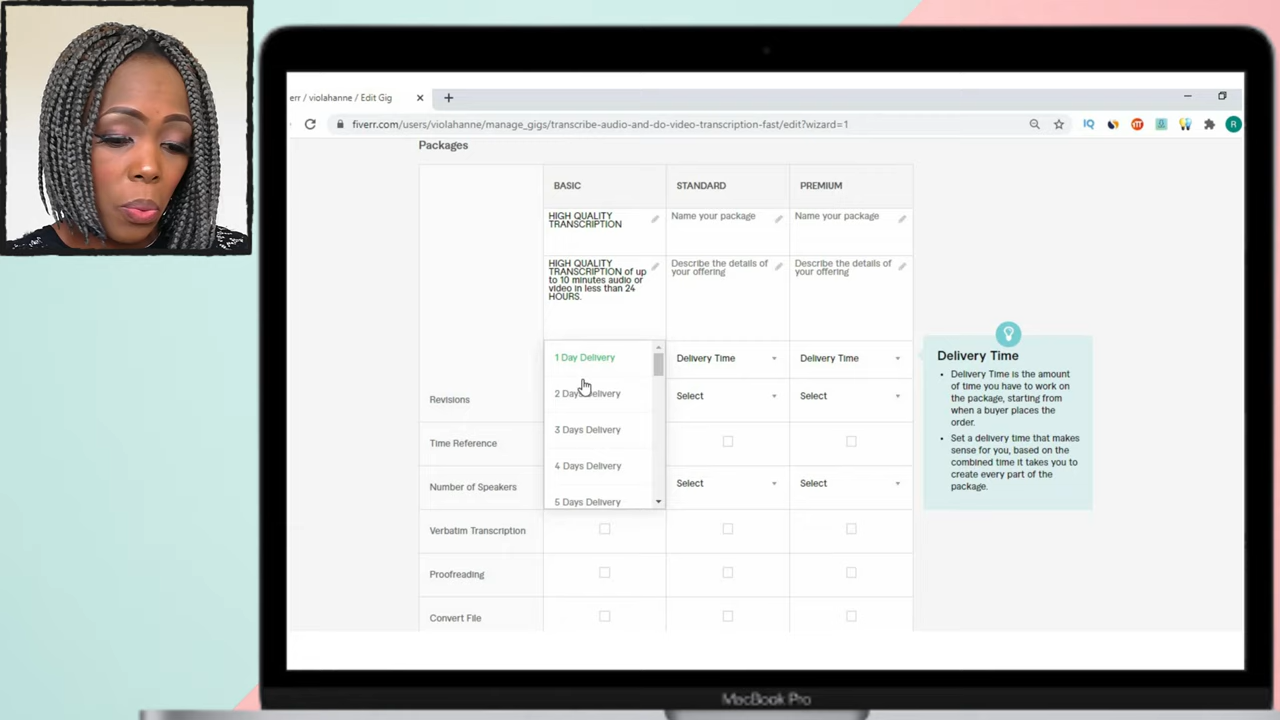 err / violahanne / Edit Gig
fiverr.com/users/violahanne/manage_gigs/transcribe-audio-and-do-video-transcription-fast/edit?wizard=1
IQ
R
Packages
BASIC
STANDARD
PREMIUM
HIGH QUALITY
TRANSCRIPTION
Name your package
Name your package
HIGH QUALITY
TRANSCRIPTION of up
to 10 minutes audio or
video in less than 24
HOURS.
Describe the details of
your offering
Describe the details of
your offering
1 Day Delivery
2 Days Delivery
3 Days Delivery
4 Days Delivery
5 Days Delivery
Delivery Time
Delivery Time
Revisions
Select
Select
Time Reference
Number of Speakers
Select
Select
Verbatim Transcription
Proofreading
Convert File
Delivery Time
• Delivery Time is the amount
of time you have to work on
the package, starting from
when a buyer places the
order.
• Set a delivery time that makes
sense for you, based on the
combined time it takes you to
create every part of the
package.
MacBook Pro